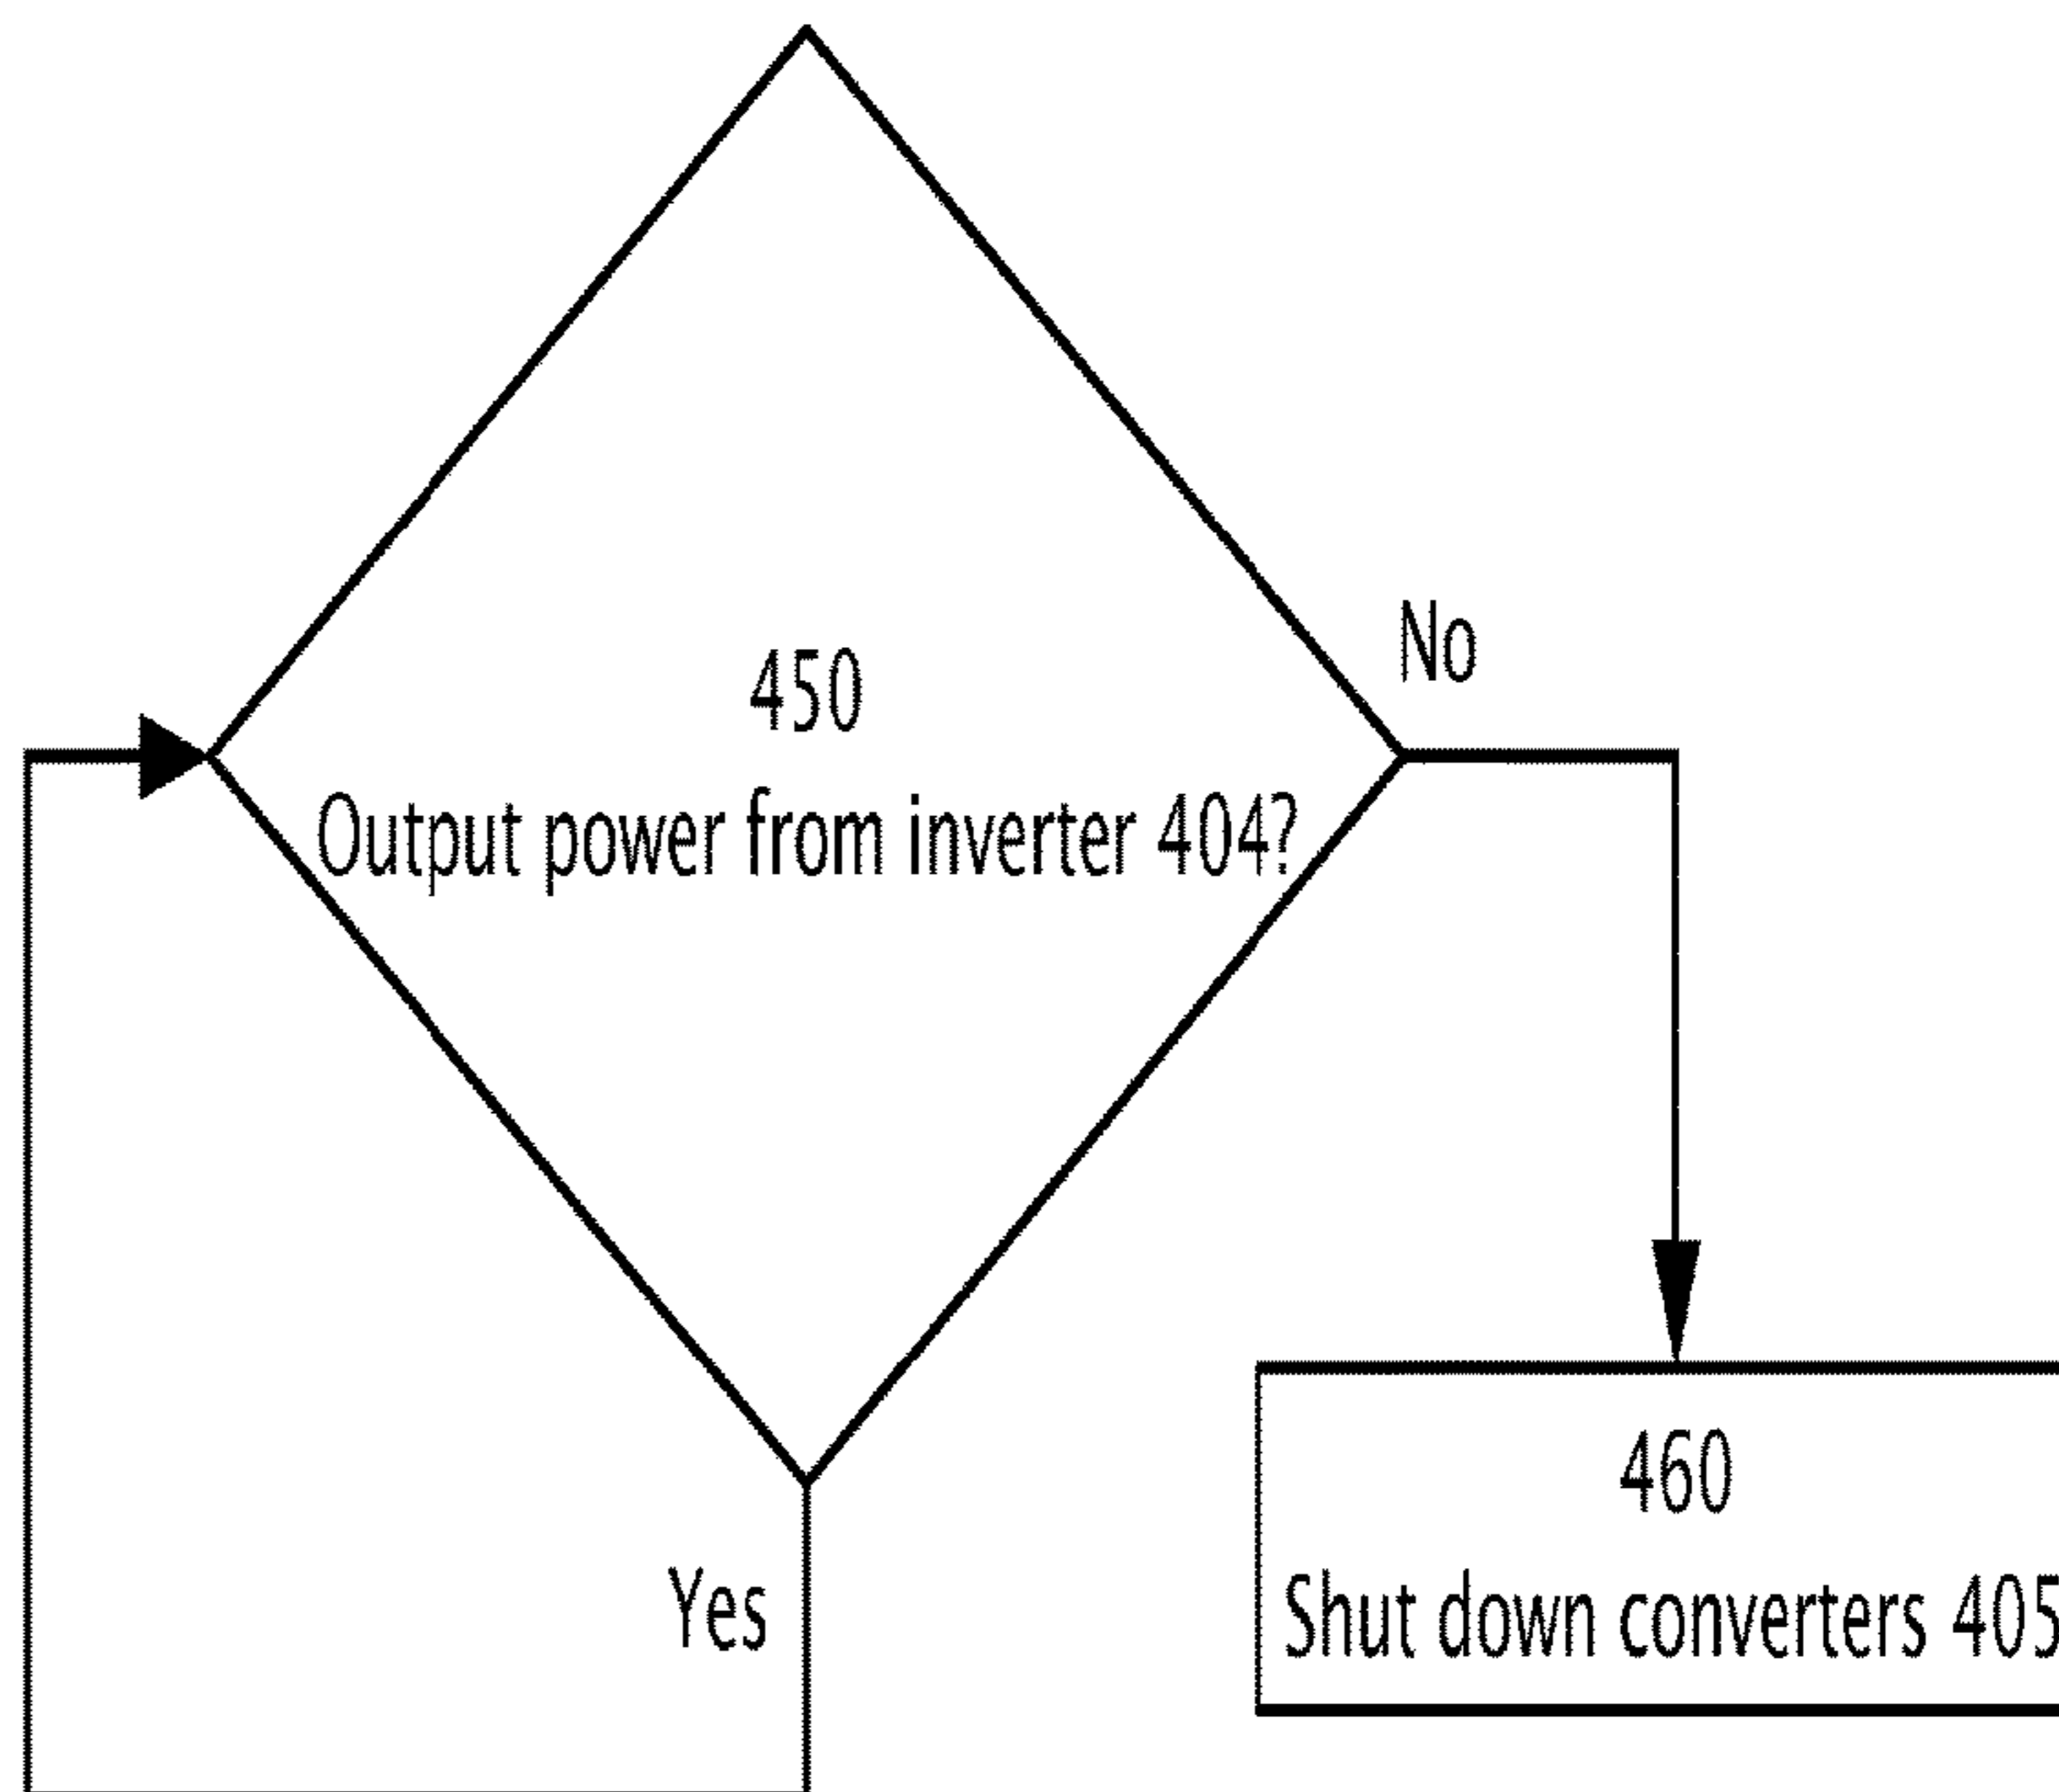 No
450
Output power from inverter 404?
460
Shut down converters 405
Yes